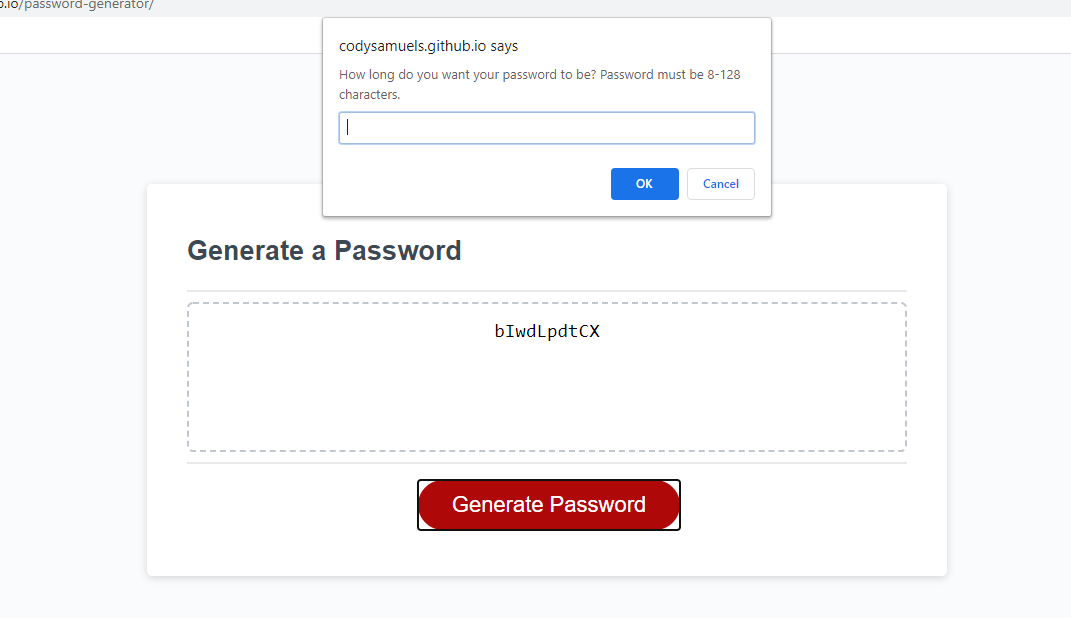 o.io/password-generator/
codysamuels.github.io says
How long do you want your password to be? Password must be 8-128
characters.
OK
Cancel
Generate a Password
bIwdLpdtCX
Generate Password